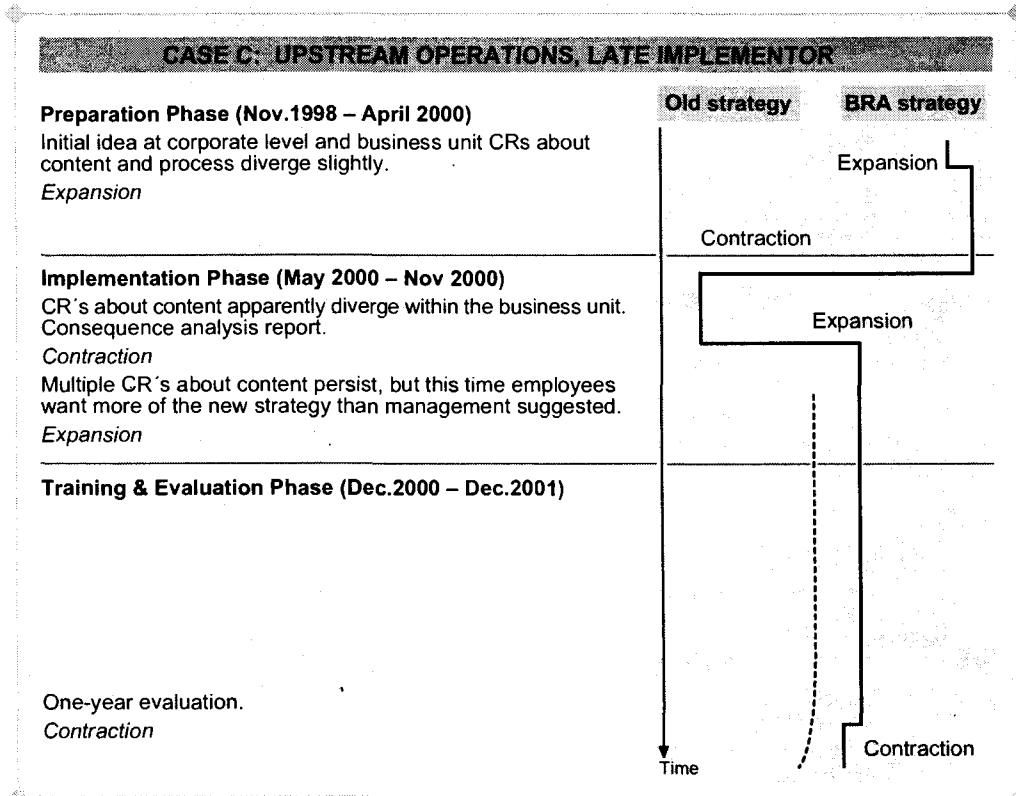 CASE C: UPSTREAM OPERATIONS, LATE IMPLEMENTOR
Old strategy
BRA strategy
Preparation Phase (Nov.1998 – April 2000)
Initial idea at corporate level and business unit CRs about
content and process diverge slightly.
Expansion
Expansion
Contraction
Implementation Phase (May 2000 – Nov 2000)
CR´s about content apparently diverge within the business unit.
Consequence analysis report.
Contraction
Expansion
Multiple CR´s about content persist, but this time employees
want more of the new strategy than management suggested.
Expansion
Training & Evaluation Phase (Dec.2000 – Dec.2001)
One-year evaluation.
Contraction
Contraction
Time